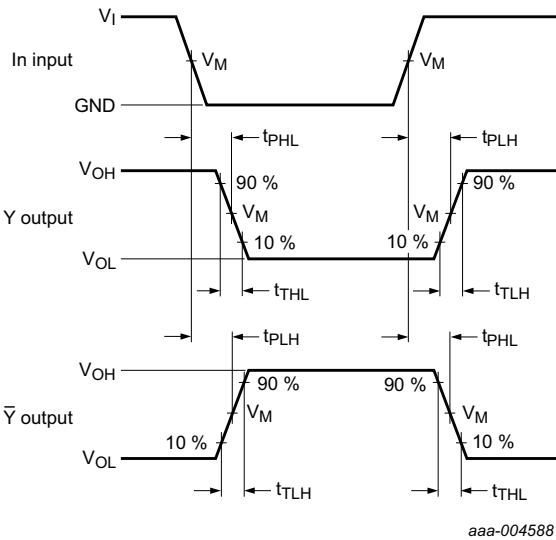 VI
In input
VM
VM
GND
tPHL
tPLH
VOH
90 %
90 %
Y output
VM
VM
10 %
10 %
VOL
tTHL
tTLH
tPLH
tPHL
VOH
90 %
90 %
Y̅ output
VM
VM
10 %
10 %
VOL
tTLH
tTHL
aaa-004588